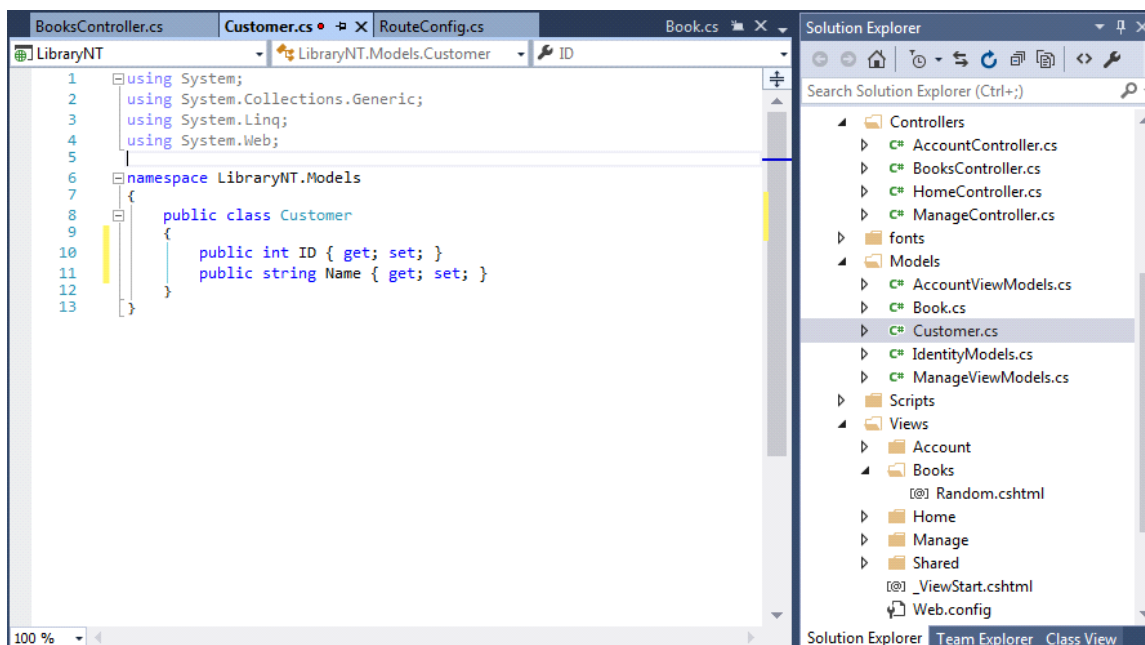 BooksController.cs Customer.cs RouteConfig.cs Book.cs
LibraryNT LibraryNT.Models.Customer ID
1 using System;
2 using System.Collections.Generic;
3 using System.Linq;
4 using System.Web;
5
6 namespace LibraryNT.Models
7 {
8 public class Customer
9 {
10 public int ID { get; set; }
11 public string Name { get; set; }
12 }
13 }
100 %
Solution Explorer
Search Solution Explorer (Ctrl+;)
Controllers
C# AccountController.cs
C# BooksController.cs
C# HomeController.cs
C# ManageController.cs
fonts
Models
C# AccountViewModels.cs
C# Book.cs
C# Customer.cs
C# IdentityModels.cs
C# ManageViewModels.cs
Scripts
Views
Account
Books
[@] Random.cshtml
Home
Manage
Shared
[@] _ViewStart.cshtml
Web.config
Solution Explorer Team Explorer Class View